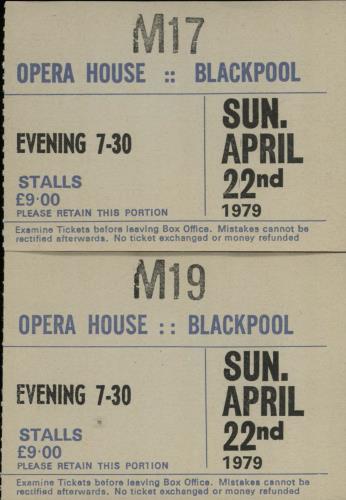 M17
OPERA HOUSE :: BLACKPOOL
EVENING 7-30
SUN.
APRIL
22nd
1979
STALLS
£9·00
PLEASE RETAIN THIS PORTION
Examine Tickets before leaving Box Office. Mistakes cannot be
rectified afterwards. No ticket exchanged or money refunded
M19
OPERA HOUSE :: BLACKPOOL
EVENING 7-30
SUN.
APRIL
22nd
1979
STALLS
£9·00
PLEASE RETAIN THIS PORTION
Examine Tickets before leaving Box Office. Mistakes cannot be
rectified afterwards. No ticket exchanged or money refunded